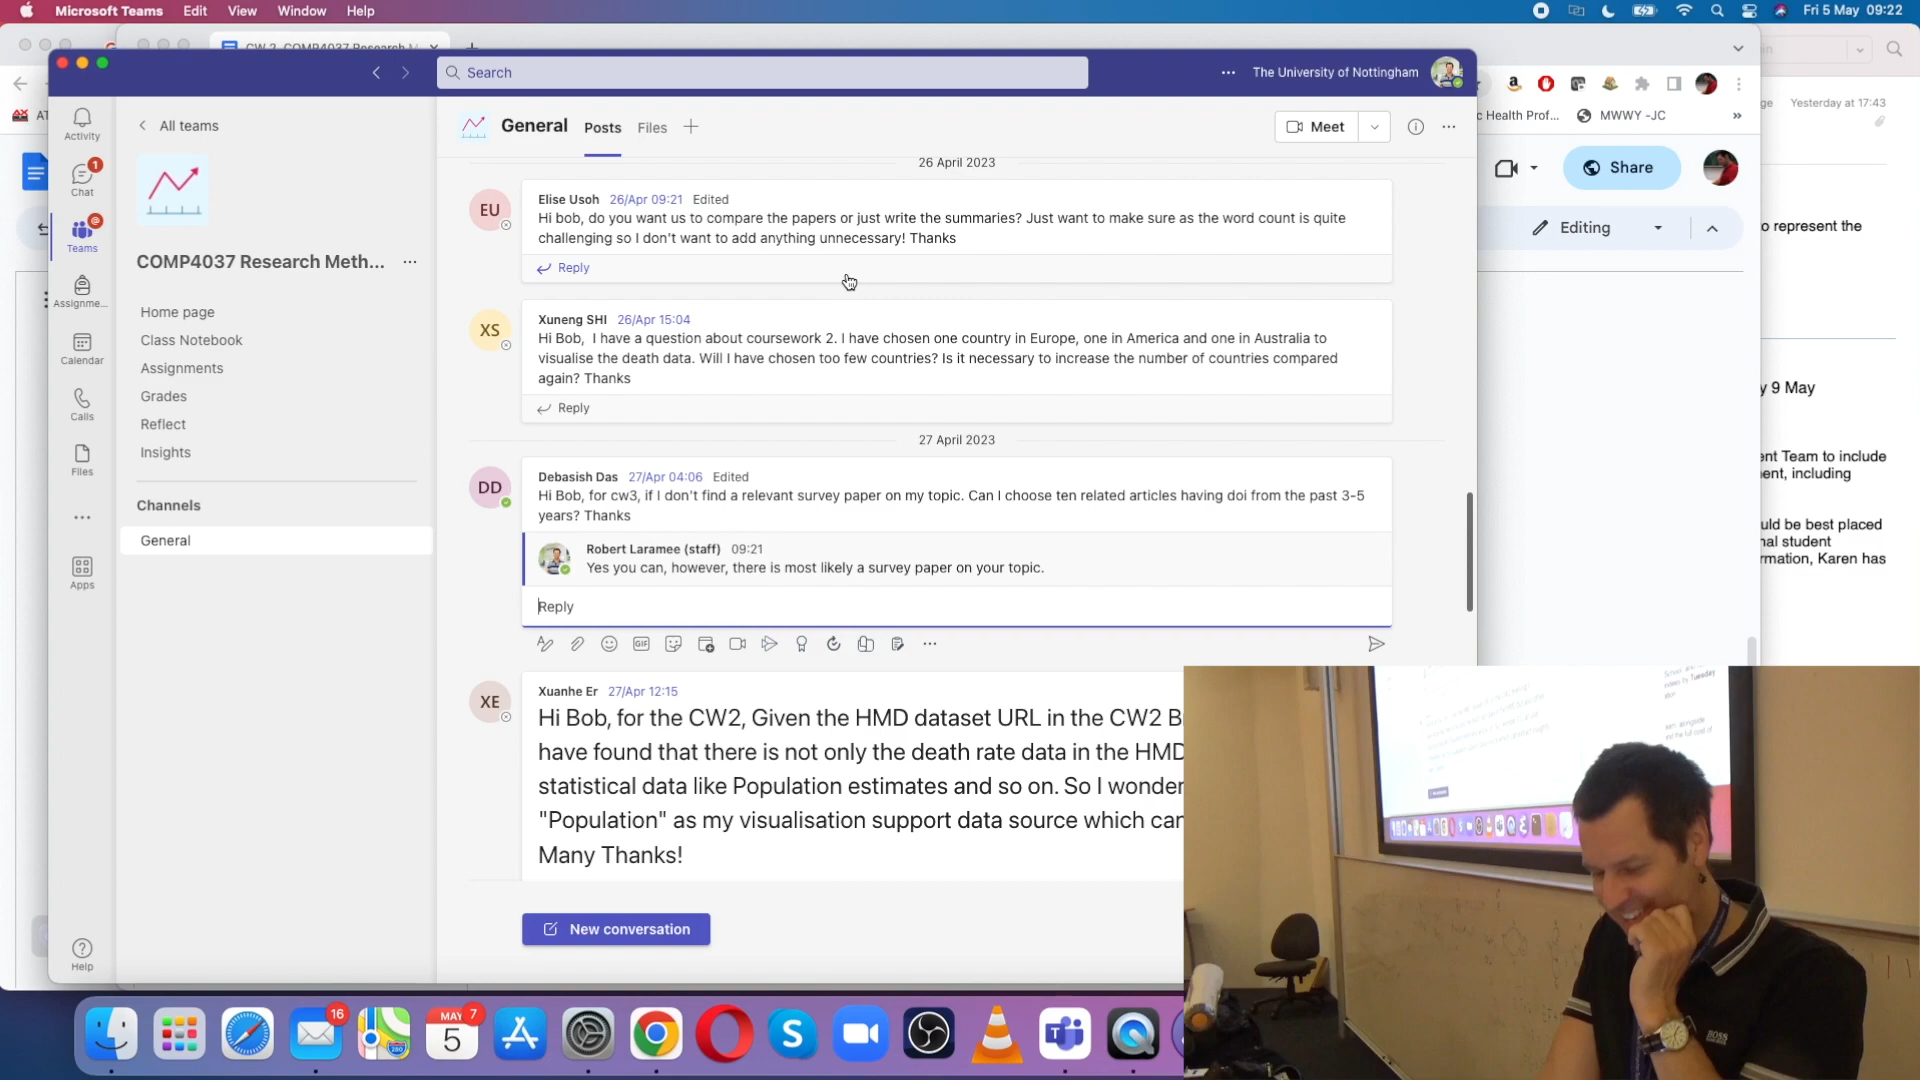 Microsoft Teams Edit View Window Help
Fri 5 May 09:22
CW 2, COMP4037 Research M
Search
The University of Nottingham
Yesterday at 17:43
c Health Prof... MWWY -JC »
Activity
1
Chat
Teams
Assignme...
Calendar
Calls
Files
Apps
Help
All teams
COMP4037 Research Meth... ...
Home page
Class Notebook
Assignments
Grades
Reflect
Insights
Channels
General
General Posts Files
Meet
26 April 2023
EU
Elise Usoh 26/Apr 09:21 Edited
Hi bob, do you want us to compare the papers or just write the summaries? Just want to make sure as the word count is quite
challenging so I don't want to add anything unnecessary! Thanks
Reply
XS
Xuneng SHI 26/Apr 15:04
Hi Bob, I have a question about coursework 2. I have chosen one country in Europe, one in America and one in Australia to
visualise the death data. Will I have chosen too few countries? Is it necessary to increase the number of countries compared
again? Thanks
Reply
27 April 2023
DD
Debasish Das 27/Apr 04:06 Edited
Hi Bob, for cw3, if I don't find a relevant survey paper on my topic. Can I choose ten related articles having doi from the past 3-5
years? Thanks
Robert Laramee (staff) 09:21
Yes you can, however, there is most likely a survey paper on your topic.
Reply
GIF
XE
Xuanhe Er 27/Apr 12:15
Hi Bob, for the CW2, Given the HMD dataset URL in the CW2 B
have found that there is not only the death rate data in the HMD
statistical data like Population estimates and so on. So I wonder
"Population" as my visualisation support data source which can
Many Thanks!
New conversation
Share
Editing
o represent the
y 9 May
ent Team to include
ent, including
uld be best placed
nal student
rmation, Karen has
16
280
MAY 7
5
Tuesday
BOSS